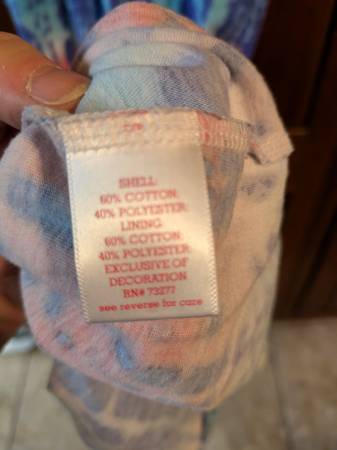 SHELL:
60% COTTON:
40% POLYESTER:
LINING:
60% COTTON:
40% POLYESTER:
EXCLUSIVE OF
DECORATION
RN# 73277
see reverse for care